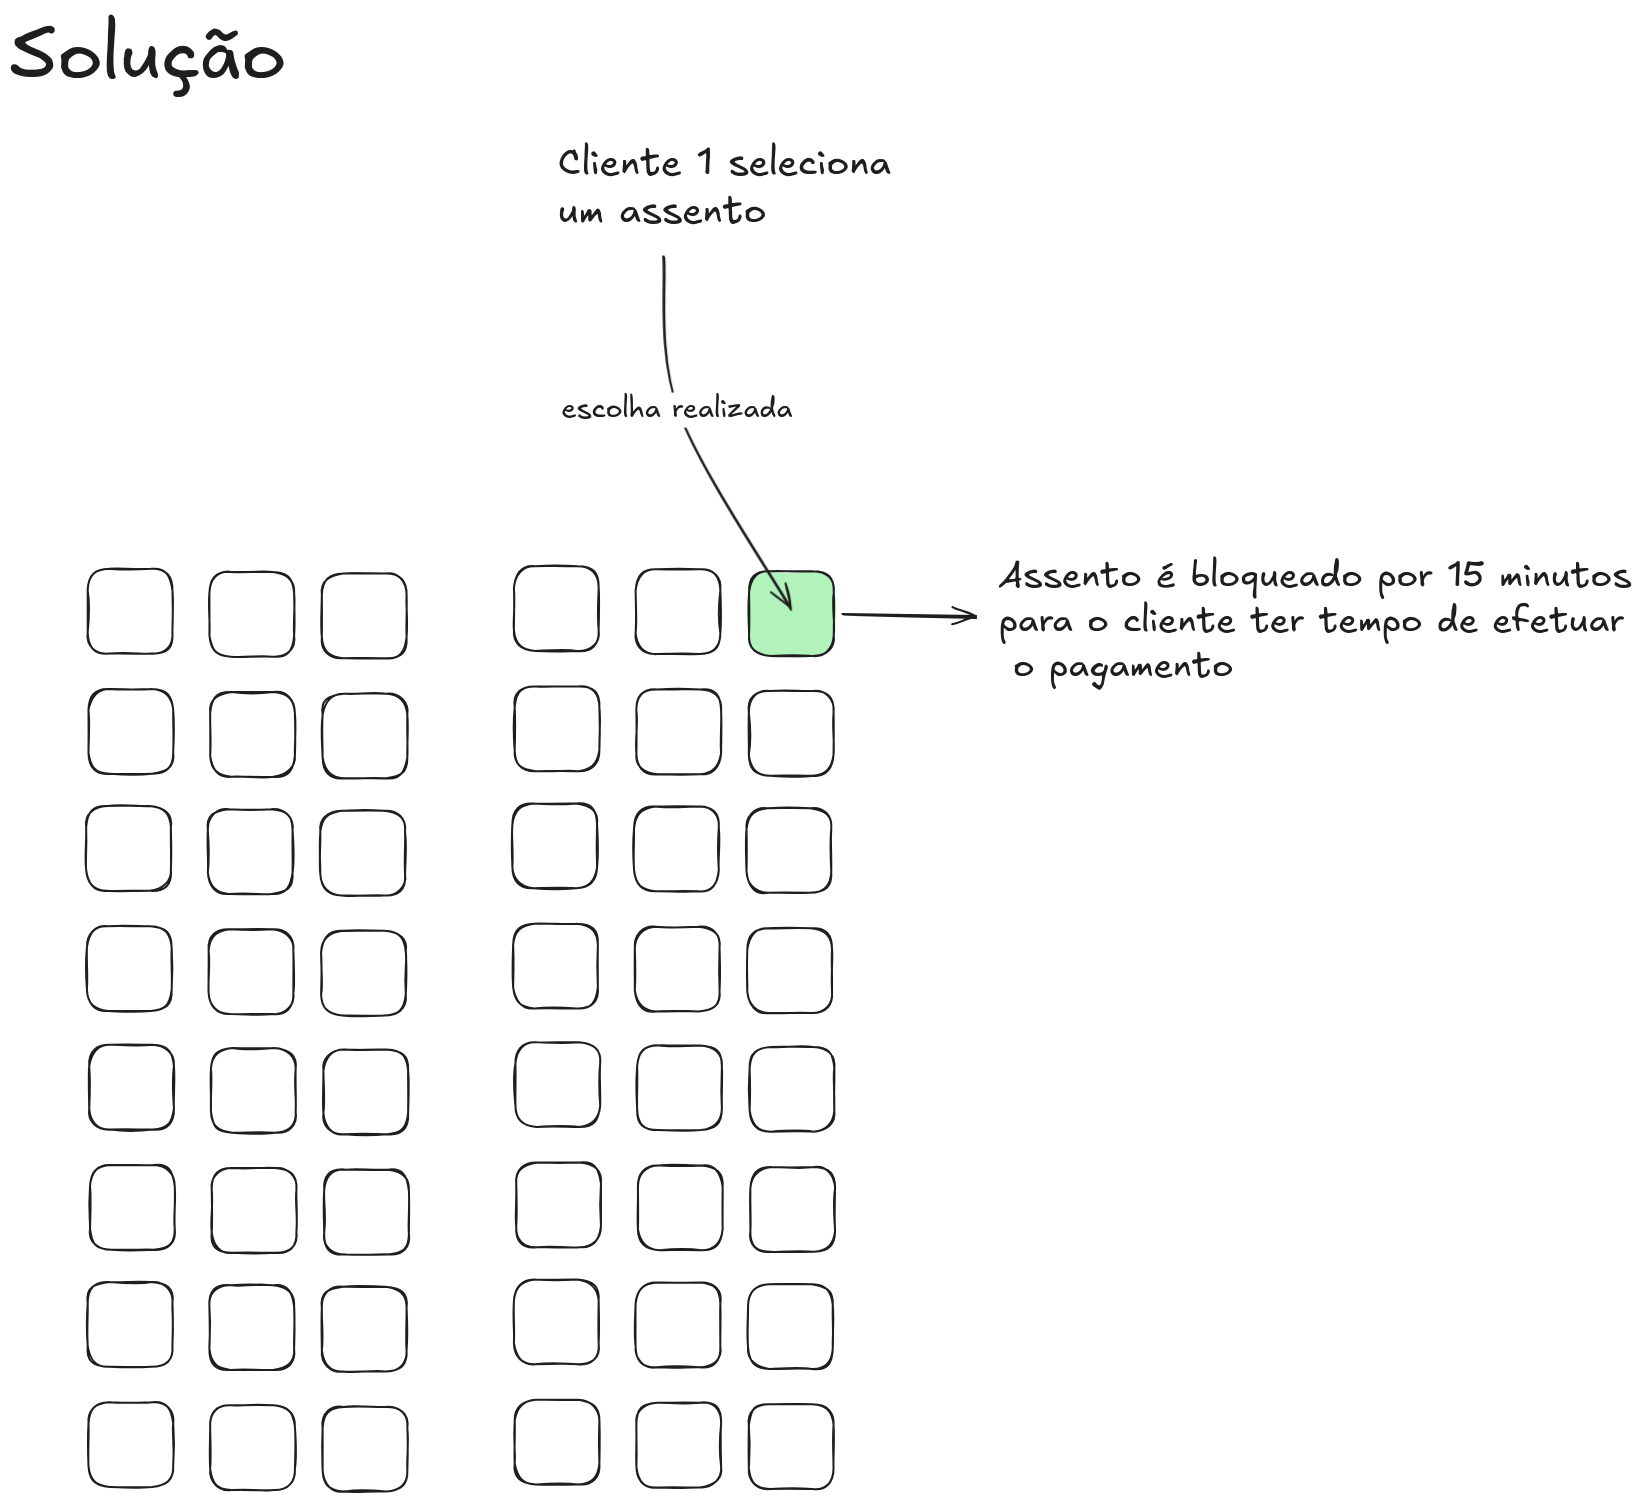 Solução
Cliente 1 seleciona
um assento
escolha realizada
Assento é bloqueado por 15 minutos
para o cliente ter tempo de efetuar
o pagamento